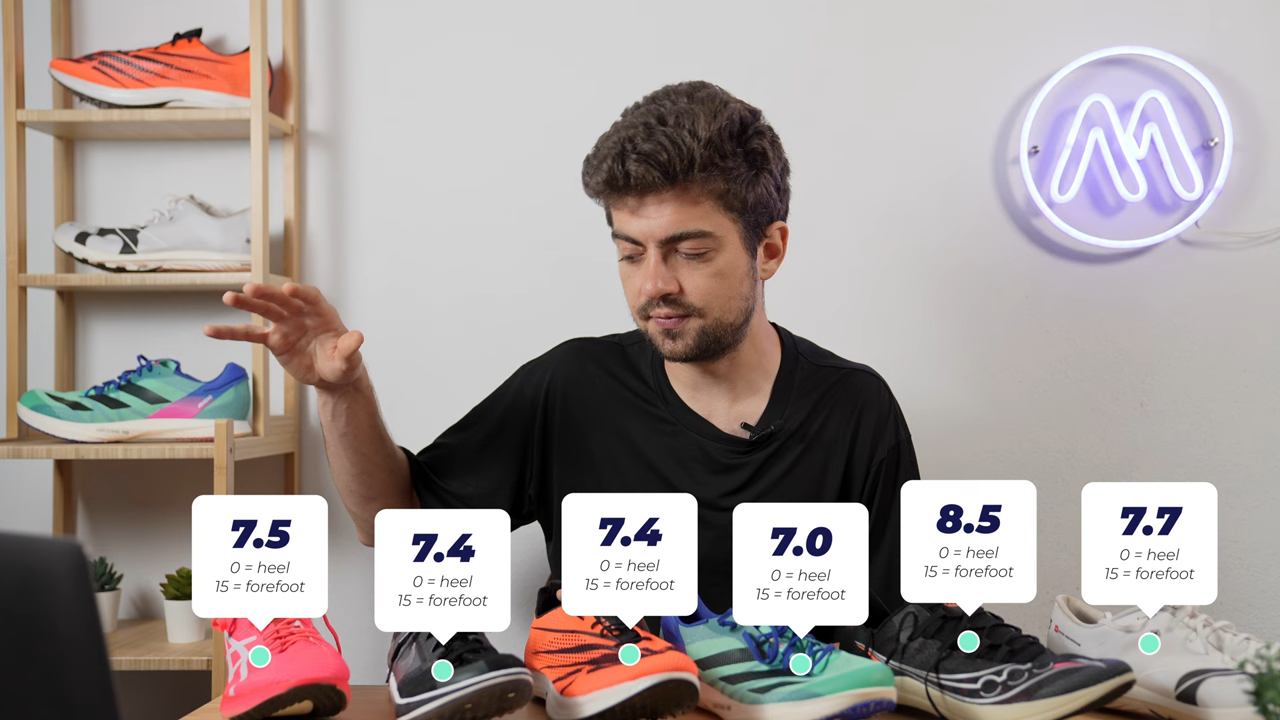 M
7.5
0 = heel
15 = forefoot
7.4
0 = heel
15 = forefoot
7.4
0 = heel
15 = forefoot
7.0
0 = heel
15 = forefoot
8.5
0 = heel
15 = forefoot
7.7
0 = heel
15 = forefoot